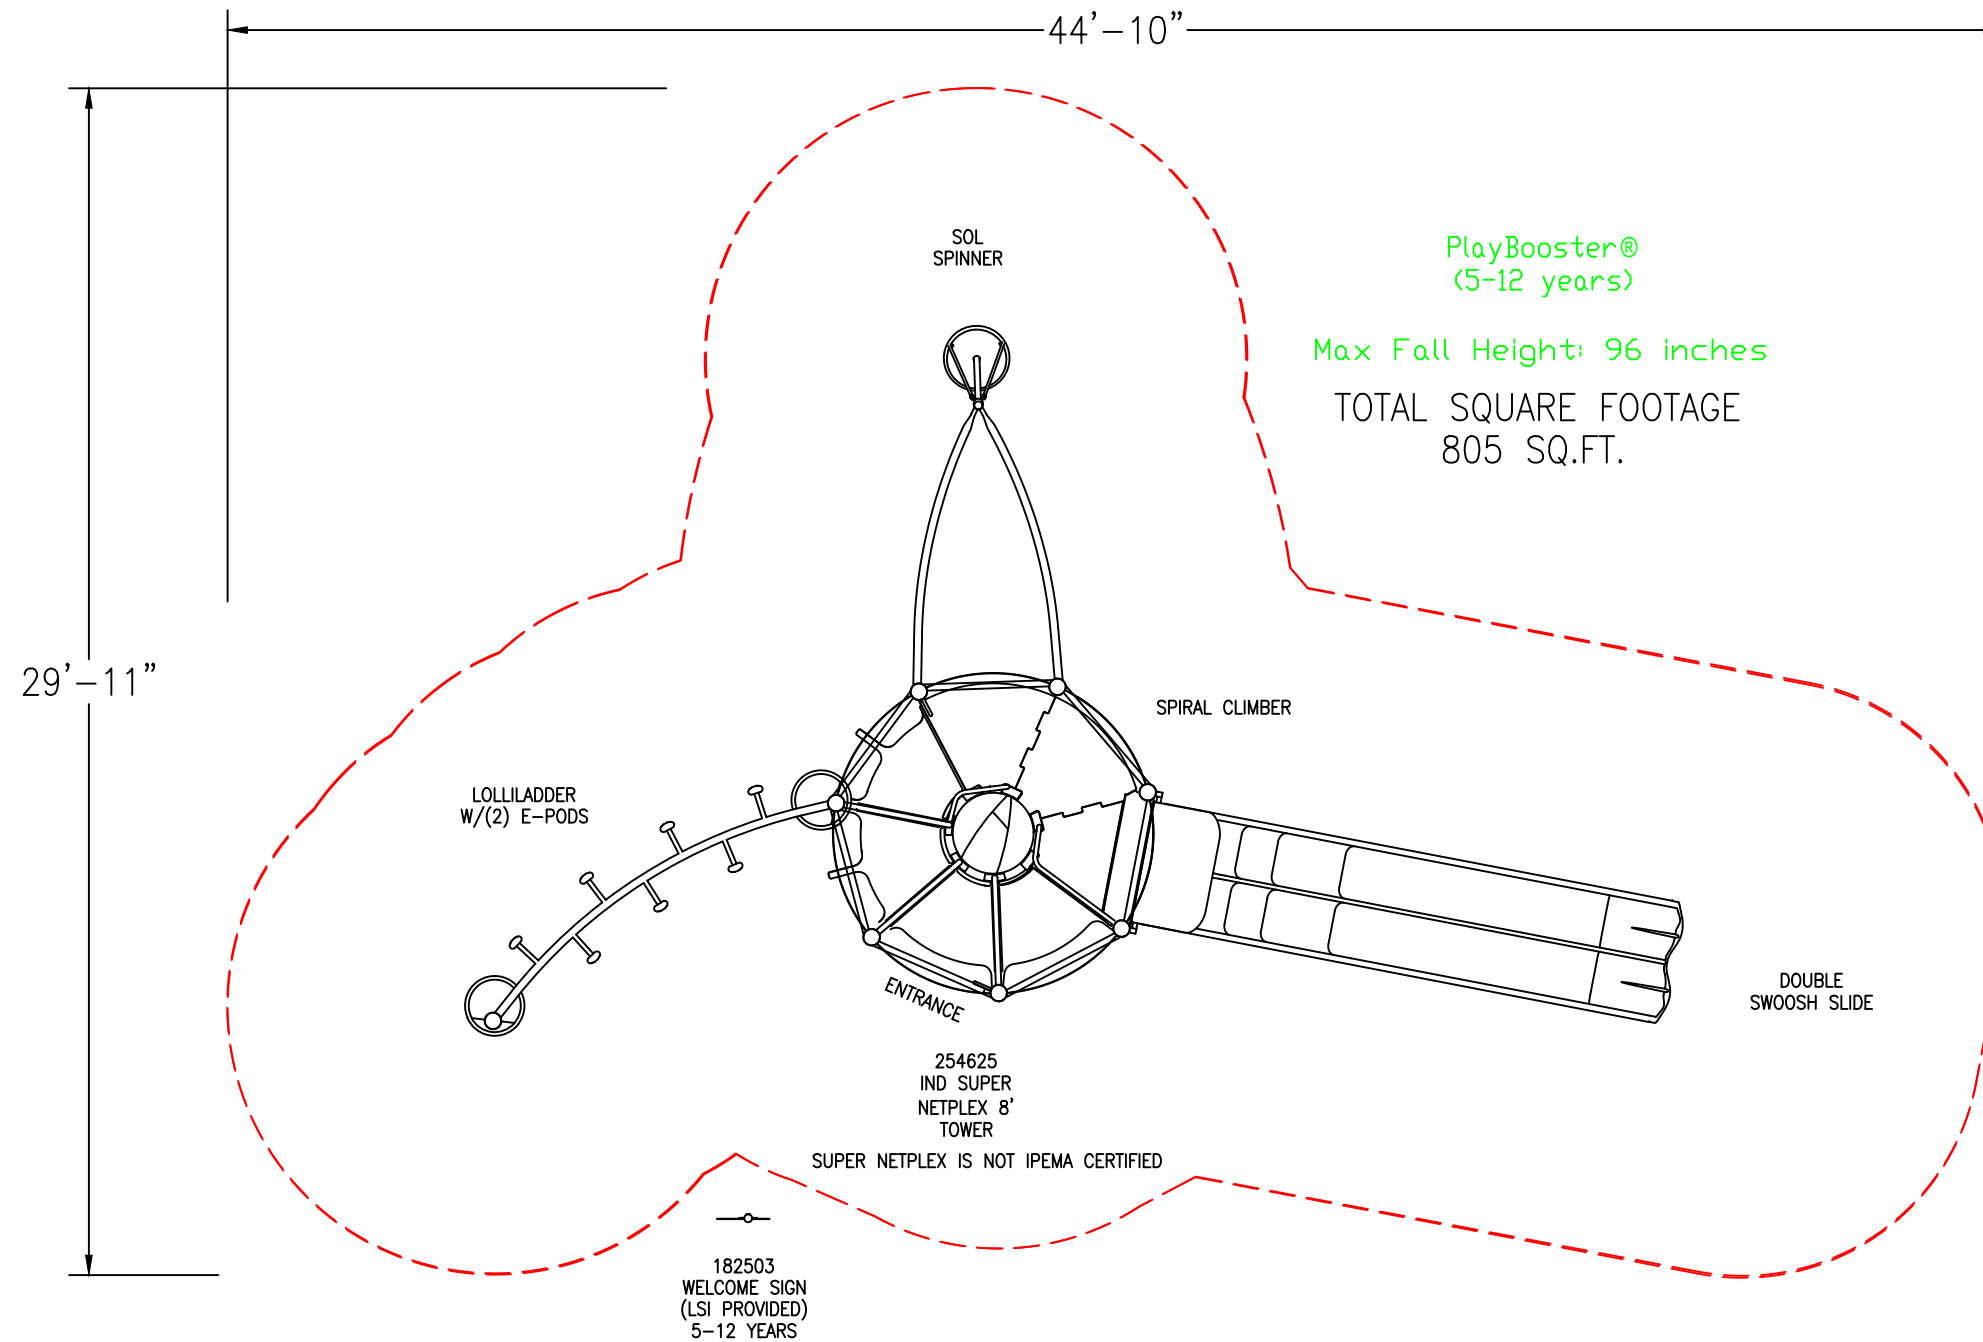 44'-10"
SOL
SPINNER
PlayBooster®
(5-12 years)
Max Fall Height: 96 inches
TOTAL SQUARE FOOTAGE
805 SQ.FT.
29'-11"
SPIRAL CLIMBER
LOLLILADDER
W/(2) E-PODS
ENTRANCE
DOUBLE
SWOOSH SLIDE
254625
IND SUPER
NETPLEX 8'
TOWER
SUPER NETPLEX IS NOT IPEMA CERTIFIED
182503
WELCOME SIGN
(LSI PROVIDED)
5-12 YEARS